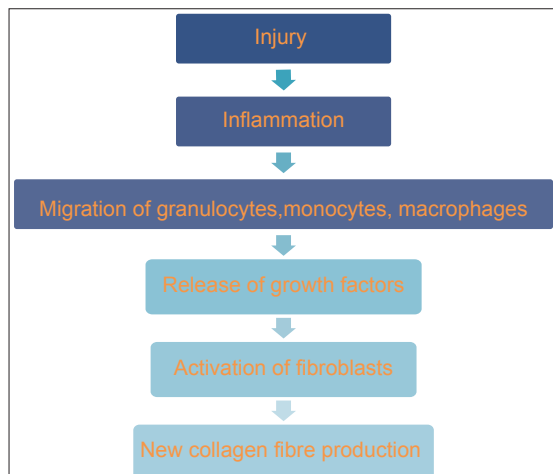 Injury
Inflammation
Migration of granulocytes,monocytes, macrophages
Release of growth factors
Activation of fibroblasts
New collagen fibre production